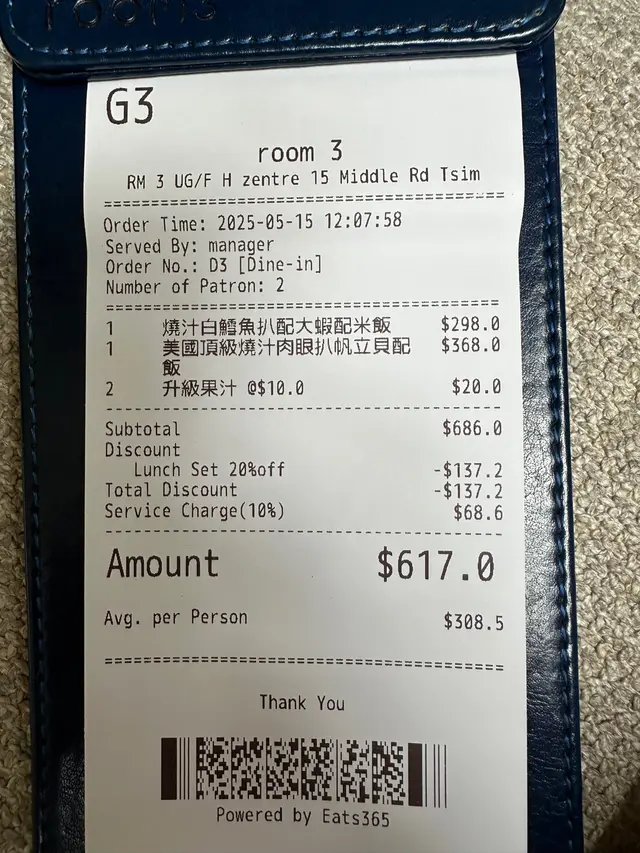 rooms
G3
room 3
RM 3 UG/F H zentre 15 Middle Rd Tsim
Order Time: 2025-05-15 12:07:58
Served By: manager
Order No.: D3 [Dine-in]
Number of Patron: 2
1 燒汁白鱈魚扒配大蝦配米飯 $298.0
1 美國頂級燒汁肉眼扒帆立貝配 $368.0
飯
2 升級果汁 @$10.0 $20.0
Subtotal $686.0
Discount
Lunch Set 20%off -$137.2
Total Discount -$137.2
Service Charge(10%) $68.6
Amount $617.0
Avg. per Person $308.5
Thank You
Powered by Eats365